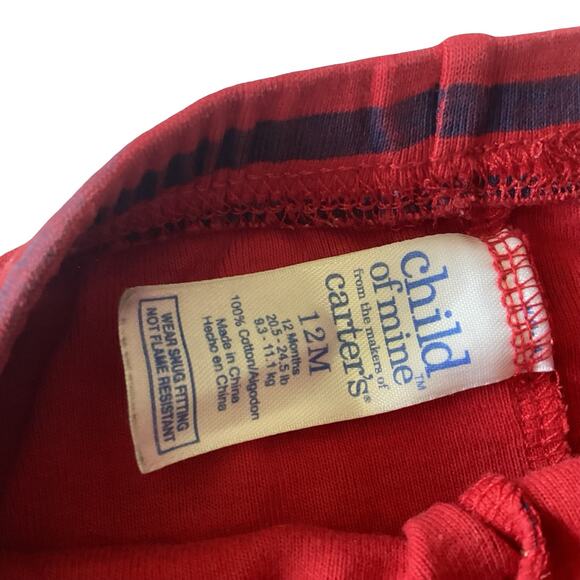 child
of mine™
from the makers of
carter's®
12M
12 Months
20.5 - 24.5 lb
9.3 - 11.1 kg
100% Cotton/Algodon
Made in China
Hecho en China
WEAR SNUG FITTING
NOT FLAME RESISTANT